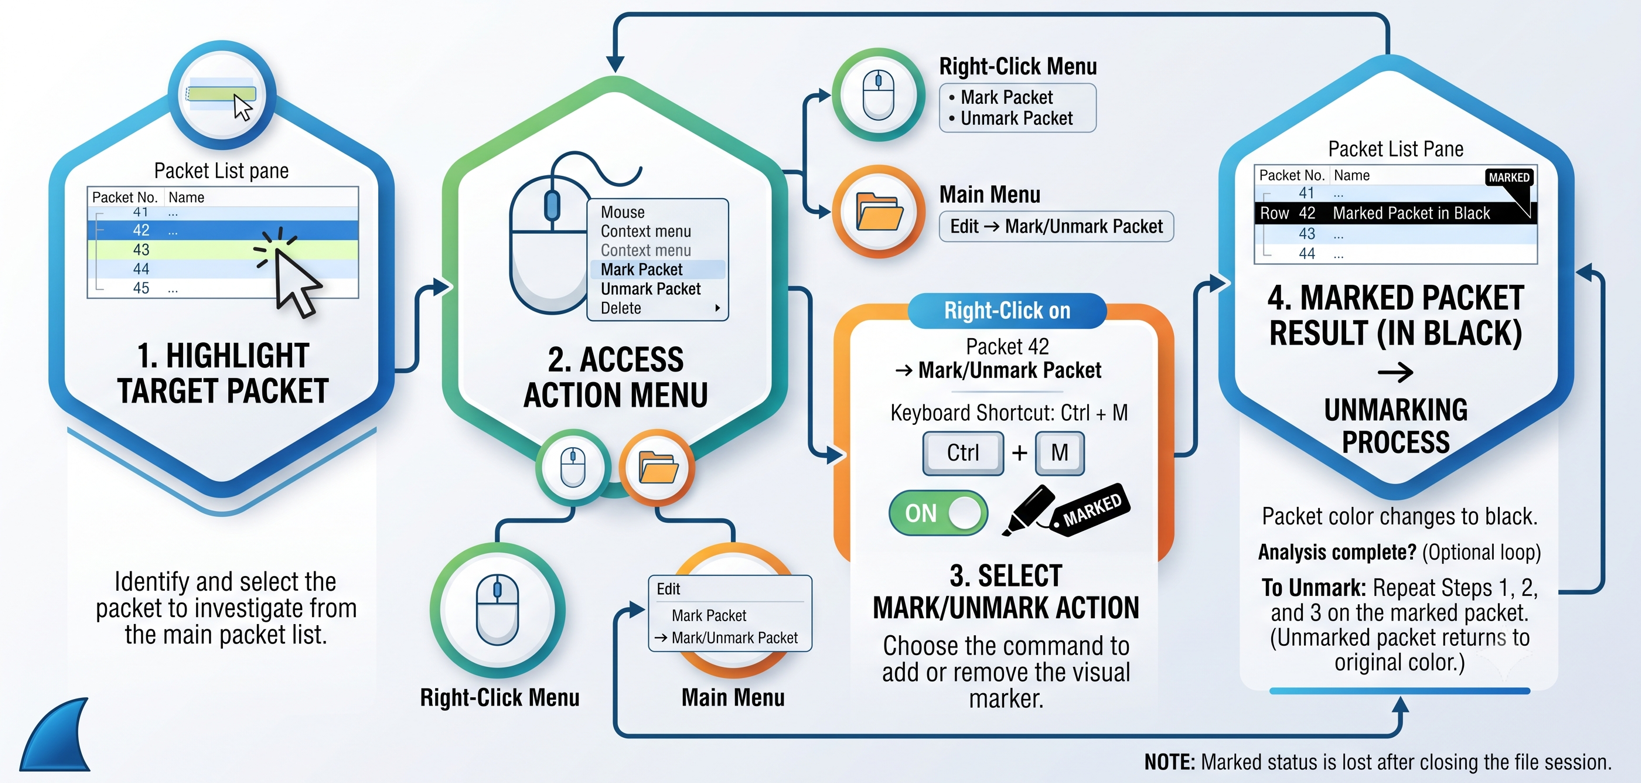 Packet List pane
Packet No. Name
41 ...
42 ...
43
44
45 ...
1. HIGHLIGHT
TARGET PACKET
Identify and select the
packet to investigate from
the main packet list.
Mouse
Context menu
Context menu
Mark Packet
Unmark Packet
Delete
2. ACCESS
ACTION MENU
Right-Click Menu
Edit
Mark Packet
→ Mark/Unmark Packet
Main Menu
Right-Click Menu
• Mark Packet
• Unmark Packet
Main Menu
Edit → Mark/Unmark Packet
Right-Click on
Packet 42
→ Mark/Unmark Packet
Keyboard Shortcut: Ctrl + M
Ctrl + M
ON
MARKED
3. SELECT
MARK/UNMARK ACTION
Choose the command to
add or remove the visual
marker.
Packet List Pane
Packet No. Name
MARKED
41 ...
Row 42 Marked Packet in Black
43 ...
44 ...
4. MARKED PACKET
RESULT (IN BLACK)
→
UNMARKING
PROCESS
Packet color changes to black.
Analysis complete? (Optional loop)
To Unmark: Repeat Steps 1, 2,
and 3 on the marked packet.
(Unmarked packet returns to
original color.)
NOTE: Marked status is lost after closing the file session.